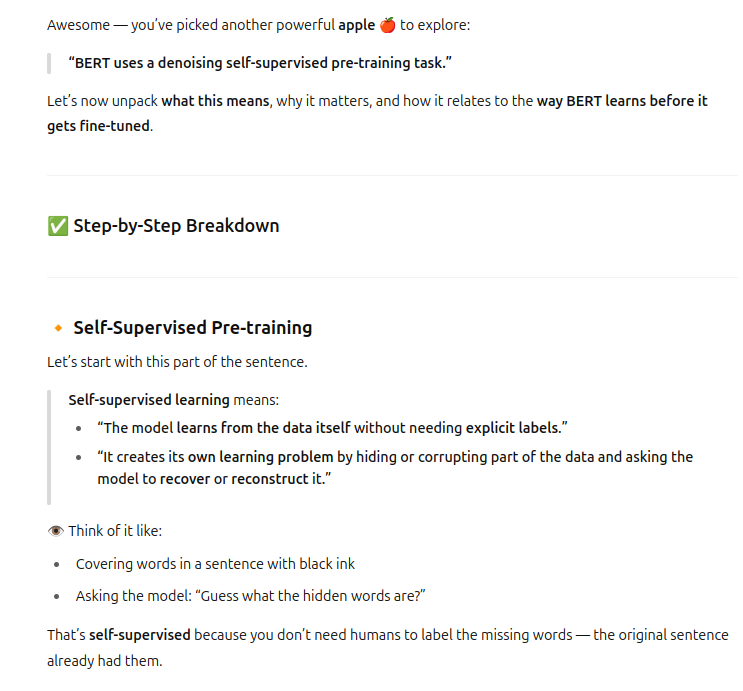 Awesome — you’ve picked another powerful apple 🍎 to explore:
“BERT uses a denoising self-supervised pre-training task.”
Let’s now unpack what this means, why it matters, and how it relates to the way BERT learns before it
gets fine-tuned.
✅ Step-by-Step Breakdown
🔸 Self-Supervised Pre-training
Let’s start with this part of the sentence.
Self-supervised learning means:
• “The model learns from the data itself without needing explicit labels.”
• “It creates its own learning problem by hiding or corrupting part of the data and asking the
model to recover or reconstruct it.”
👁️ Think of it like:
• Covering words in a sentence with black ink
• Asking the model: “Guess what the hidden words are?”
That’s self-supervised because you don’t need humans to label the missing words — the original sentence
already had them.